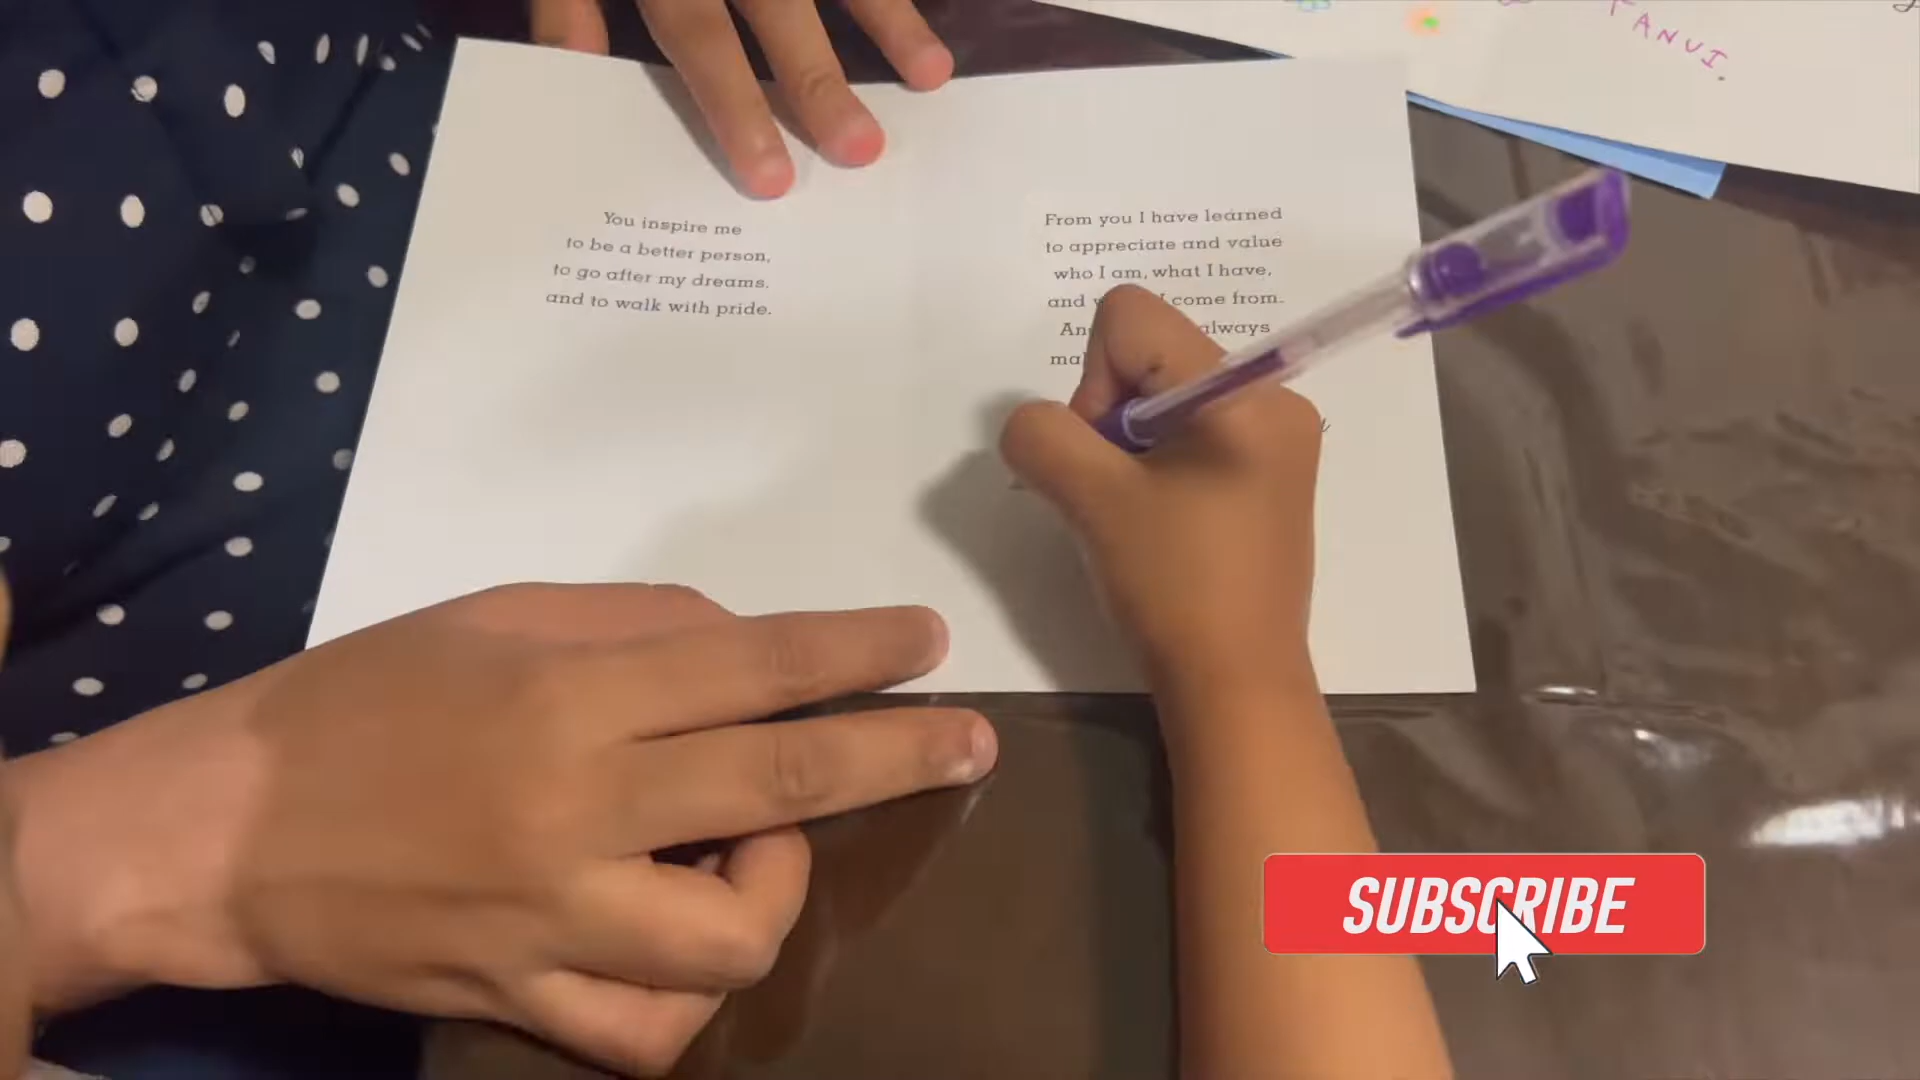 TANUI.
You inspire me
to be a better person,
to go after my dreams.
and to walk with pride.
From you I have learned
to appreciate and value
who I am, what I have,
and I come from.
always
SUBSCRIBE